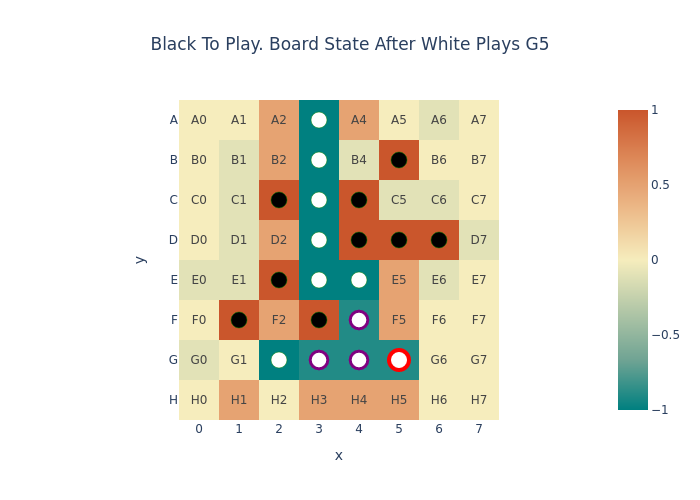 Black To Play. Board State After White Plays G5
A A0 A1 A2 A4 A5 A6 A7
B B0 B1 B2 B4 B6 B7
C C0 C1 C5 C6 C7
D D0 D1 D2 D7
E E0 E1 E5 E6 E7
F F0 F2 F5 F6 F7
G G0 G1 G6 G7
H H0 H1 H2 H3 H4 H5 H6 H7
0 1 2 3 4 5 6 7
x
y
1
0.5
0
−0.5
−1